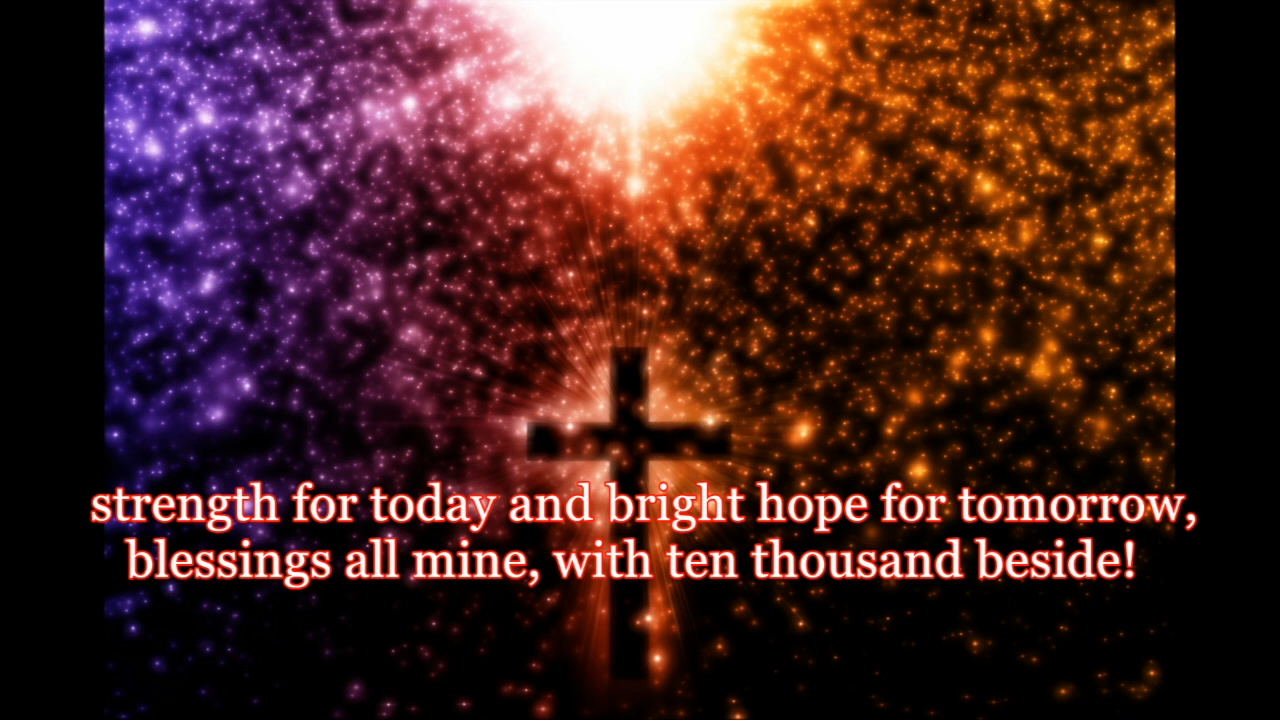 strength for today and bright hope for tomorrow,
blessings all mine, with ten thousand beside!